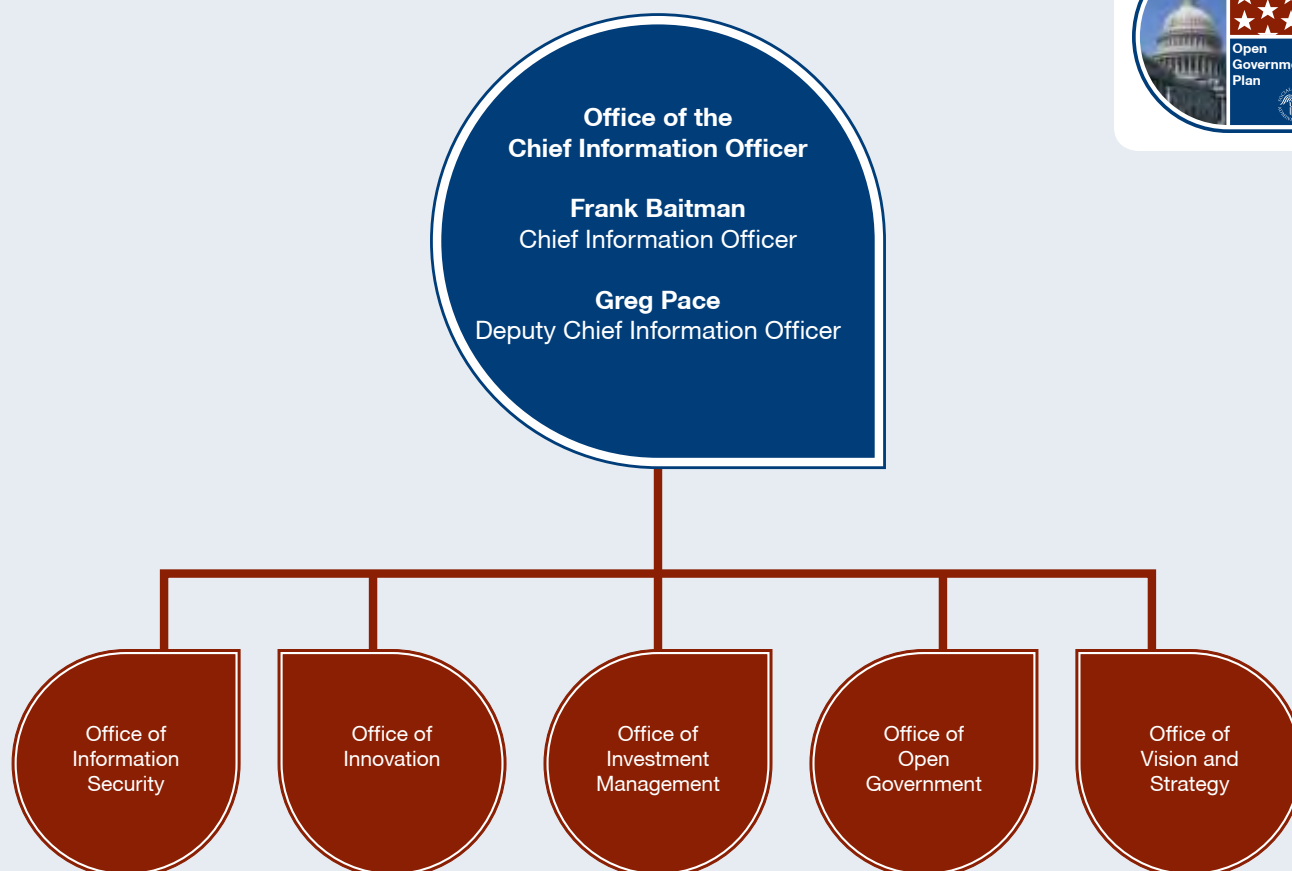 Open
Plan
Office of the
Chief Information Officer
Frank Baitman
Chief Information Officer
Greg Pace
Deputy Chief Information Officer
Office of
Information
Security
Office of
Innovation
Office of
Investment
Management
Office of
Open
Government
Office of
Vision and
Strategy